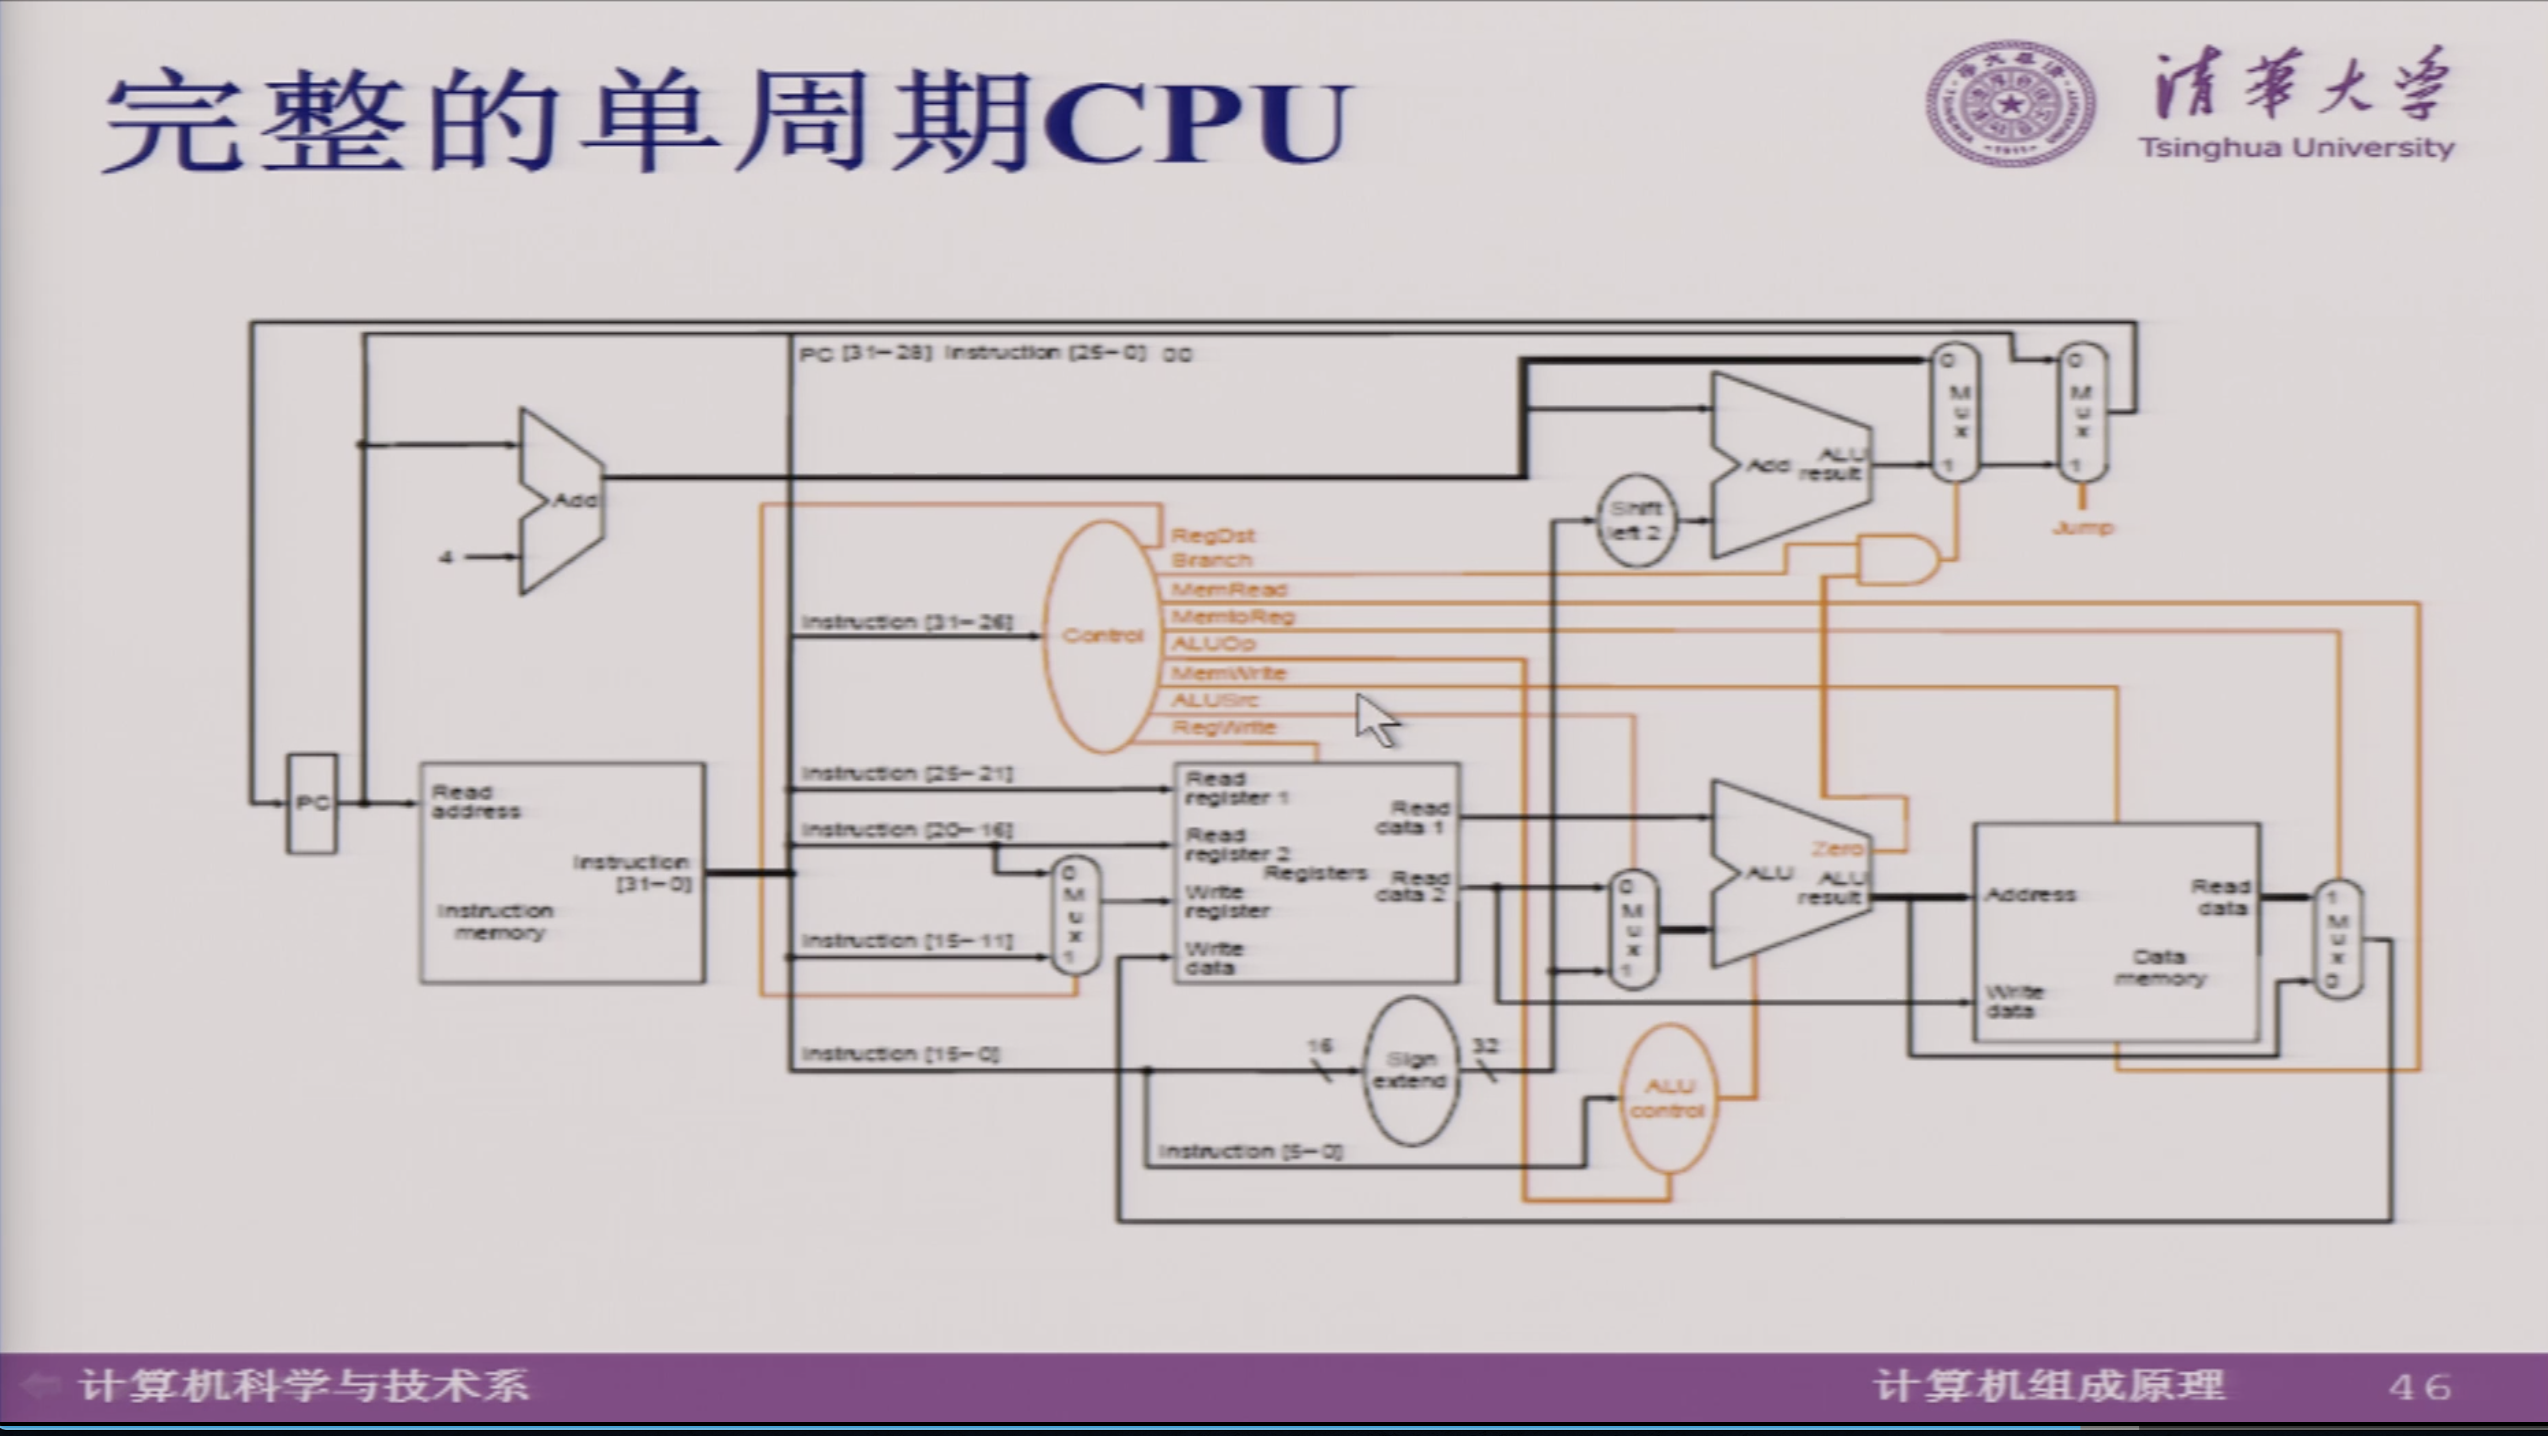 完整的单周期CPU
清华大学
Tsinghua University
PC [31-28] Instruction [25-0] 00
0
M
u
x
1
0
M
u
x
1
Add
ALU
result
Add
4
Shift
left 2
Jump
RegDst
Branch
MemRead
MemtoReg
ALUOp
MemWrite
ALUSrc
RegWrite
Instruction [31-26]
Control
Instruction [25-21]
Instruction [20-16]
Instruction [15-11]
Instruction [15-0]
Instruction [5-0]
PC
Read
address
Instruction
[31-0]
Instruction
memory
0
M
u
x
1
Read
register 1
Read
register 2
Write
register
Write
data
Registers
Read
data 1
Read
data 2
0
M
u
x
1
Zero
ALU
ALU
result
Address
Read
data
Data
memory
Write
data
1
M
u
x
0
16
Sign
extend
32
ALU
control
计算机科学与技术系
计算机组成原理
46